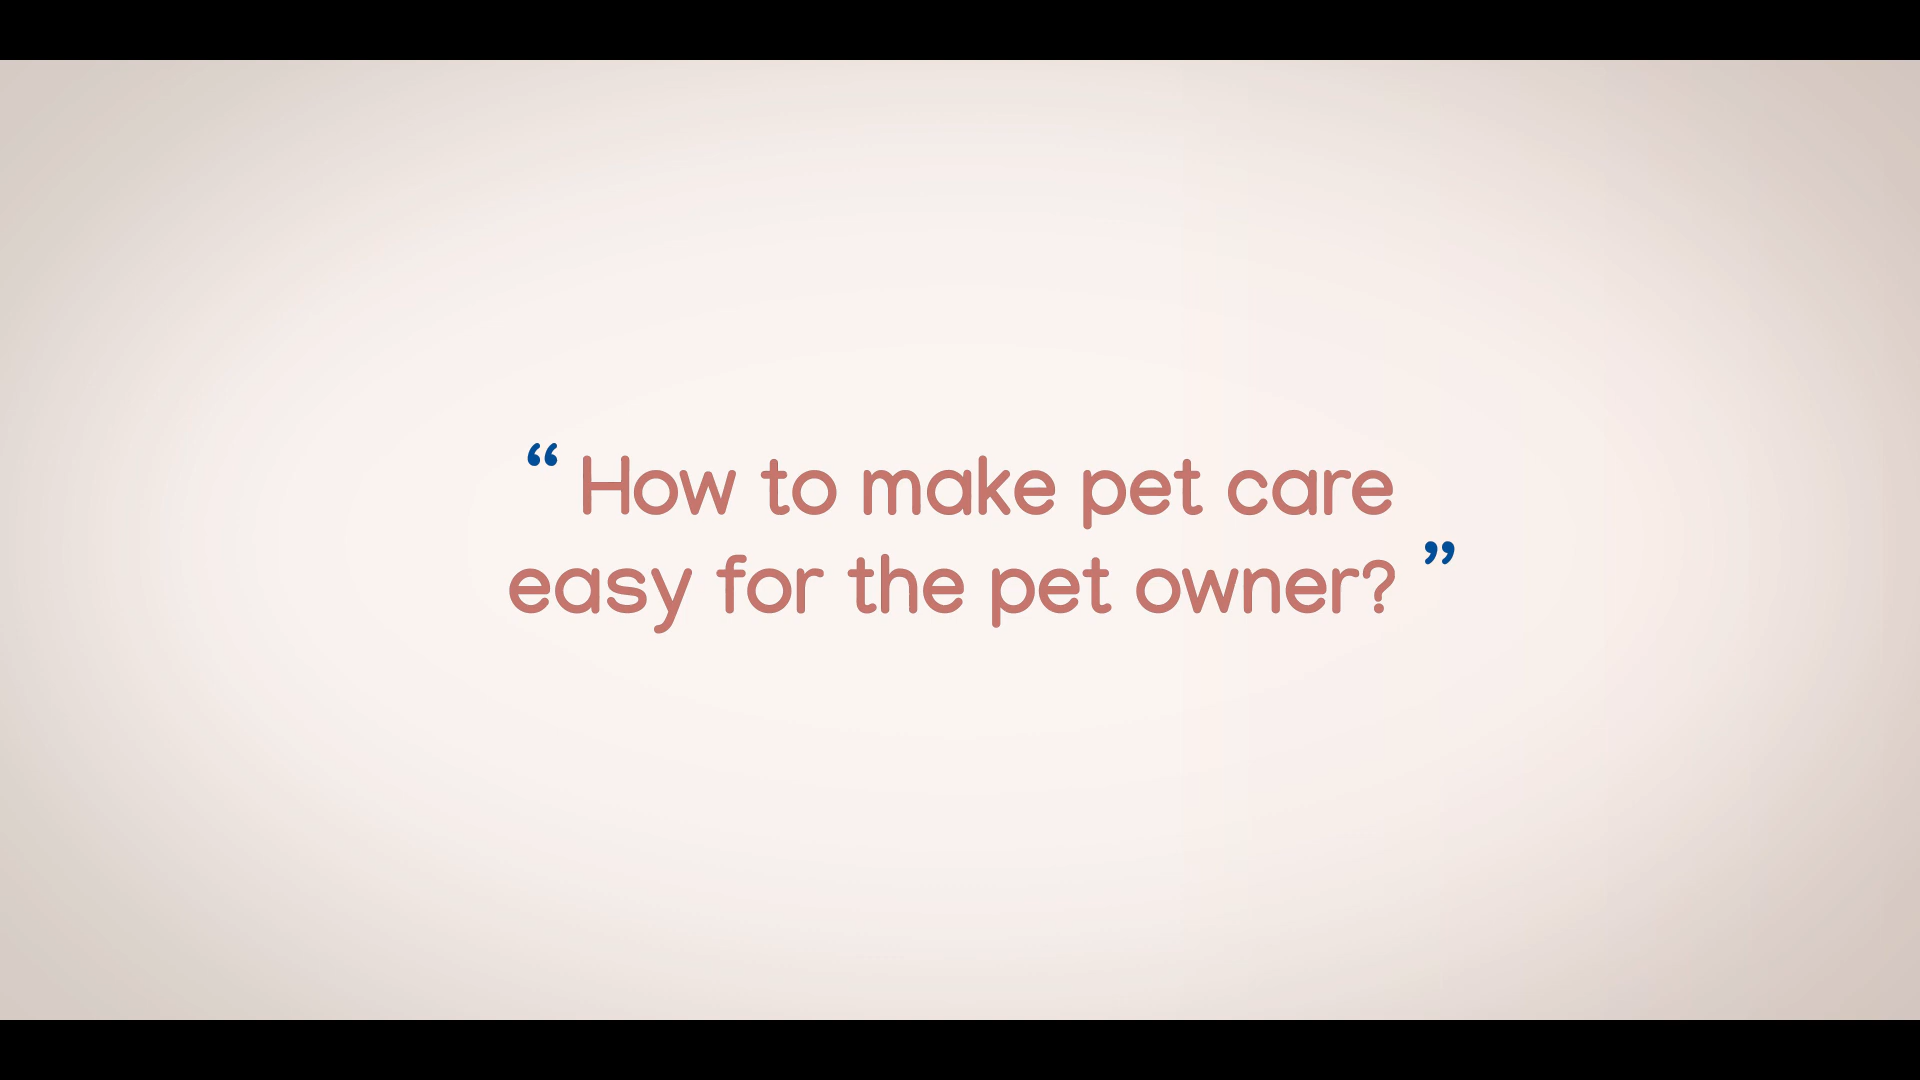 “ How to make pet care
easy for the pet owner? ”